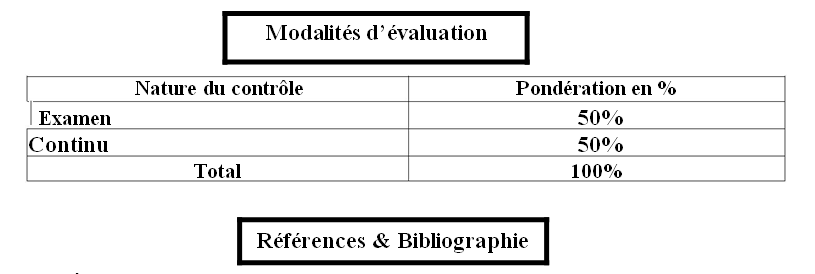 Modalités d'évaluation
Nature du contrôle Pondération en %
Examen 50%
Continu 50%
Total 100%
Références & Bibliographie